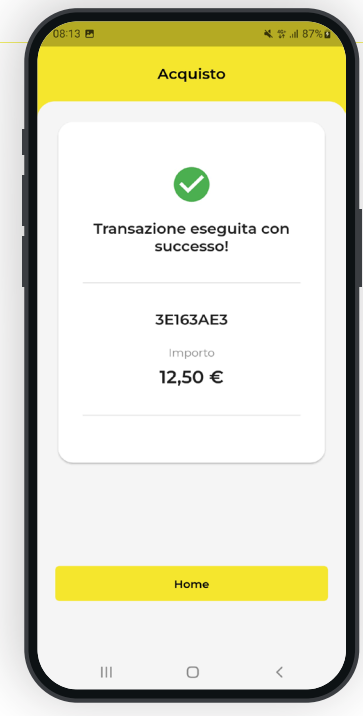 08:13 87%
Acquisto
Transazione eseguita con
successo!
3E163AE3
Importo
12,50 €
Home